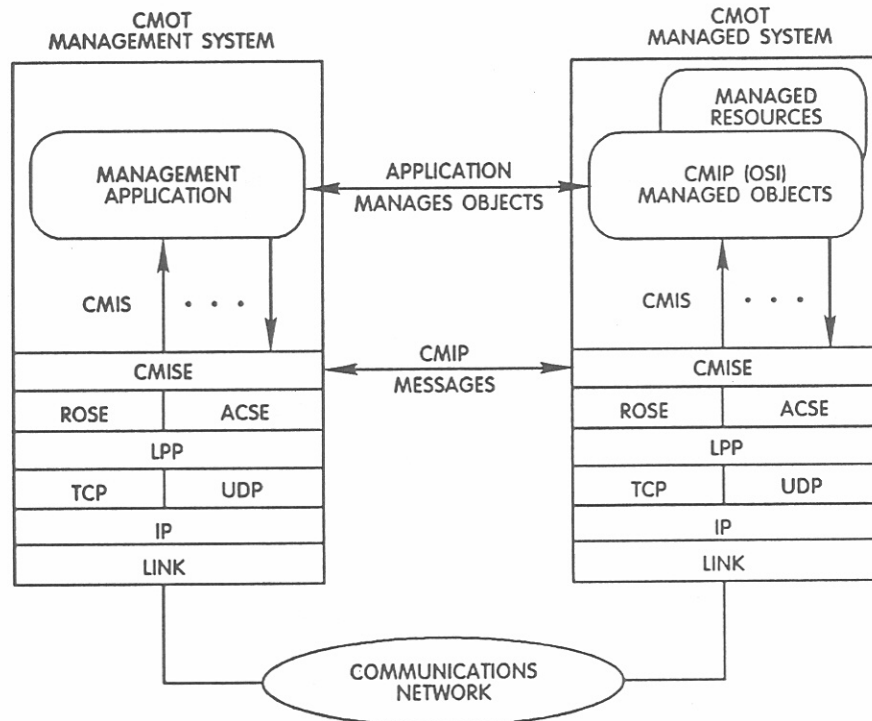 CMOT
MANAGEMENT SYSTEM
CMOT
MANAGED SYSTEM
MANAGEMENT
APPLICATION
APPLICATION
MANAGES OBJECTS
MANAGED
RESOURCES
CMIP (OSI)
MANAGED OBJECTS
CMIS
. . .
CMIP
MESSAGES
CMIS
. . .
CMISE
ROSE
ACSE
LPP
TCP
UDP
IP
LINK
CMISE
ROSE
ACSE
LPP
TCP
UDP
IP
LINK
COMMUNICATIONS
NETWORK